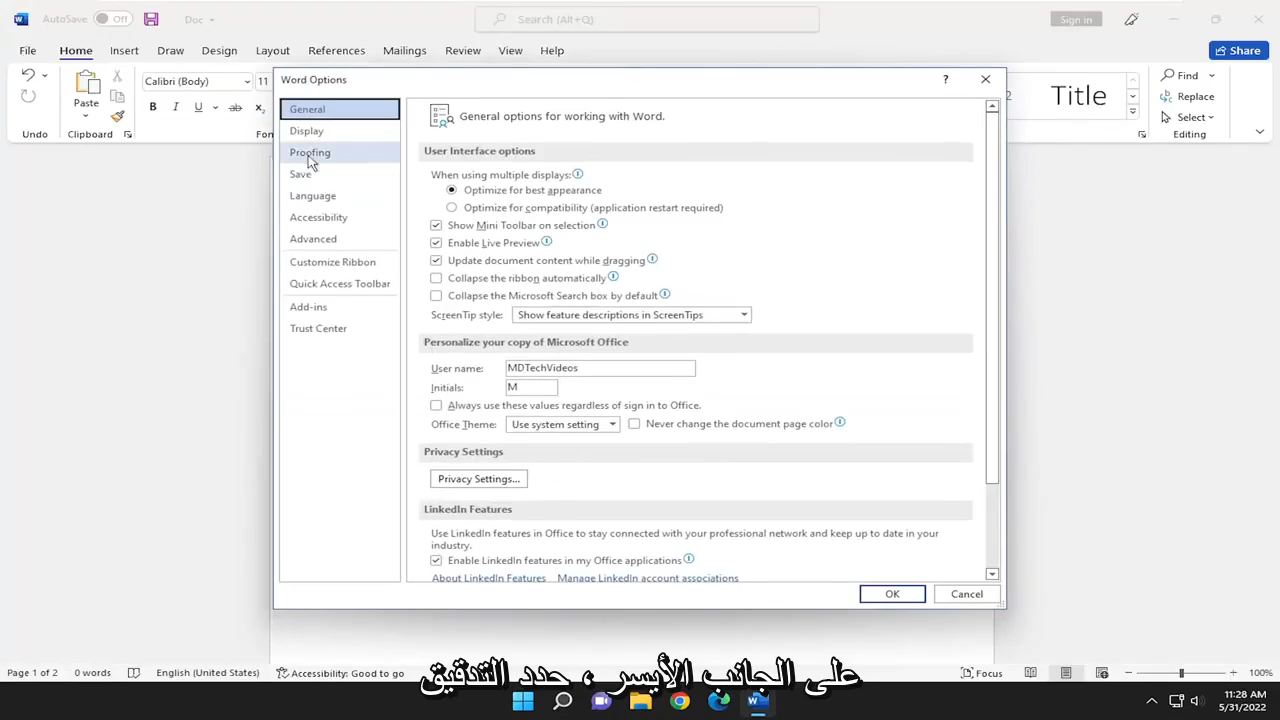 AutoSave Off Doc Search (Alt+Q) Sign in
File Home Insert Draw Design Layout References Mailings Review View Help Share
Calibri (Body) 11 Title Find
Paste B I U ab x Replace
Select
Undo Clipboard Editing
Word Options ?
General
Display
Proofing
Save
Language
Accessibility
Advanced
Customize Ribbon
Quick Access Toolbar
Add-ins
Trust Center
General options for working with Word.
User Interface options
When using multiple displays:
Optimize for best appearance
Optimize for compatibility (application restart required)
Show Mini Toolbar on selection
Enable Live Preview
Update document content while dragging
Collapse the ribbon automatically
Collapse the Microsoft Search box by default
ScreenTip style: Show feature descriptions in ScreenTips
Personalize your copy of Microsoft Office
User name: MDTechVideos
Initials: M
Always use these values regardless of sign in to Office.
Office Theme: Use system setting Never change the document page color
Privacy Settings
Privacy Settings...
LinkedIn Features
Use LinkedIn features in Office to stay connected with your professional network and keep up to date in your
industry.
Enable LinkedIn features in my Office applications
About LinkedIn Features Manage LinkedIn account associations
OK Cancel
Page 1 of 2 0 words English (United States) Accessibility: Good to go Focus 100%
على الجانب الأيسر ، حدد التدقيق
11:28 AM
5/31/2022